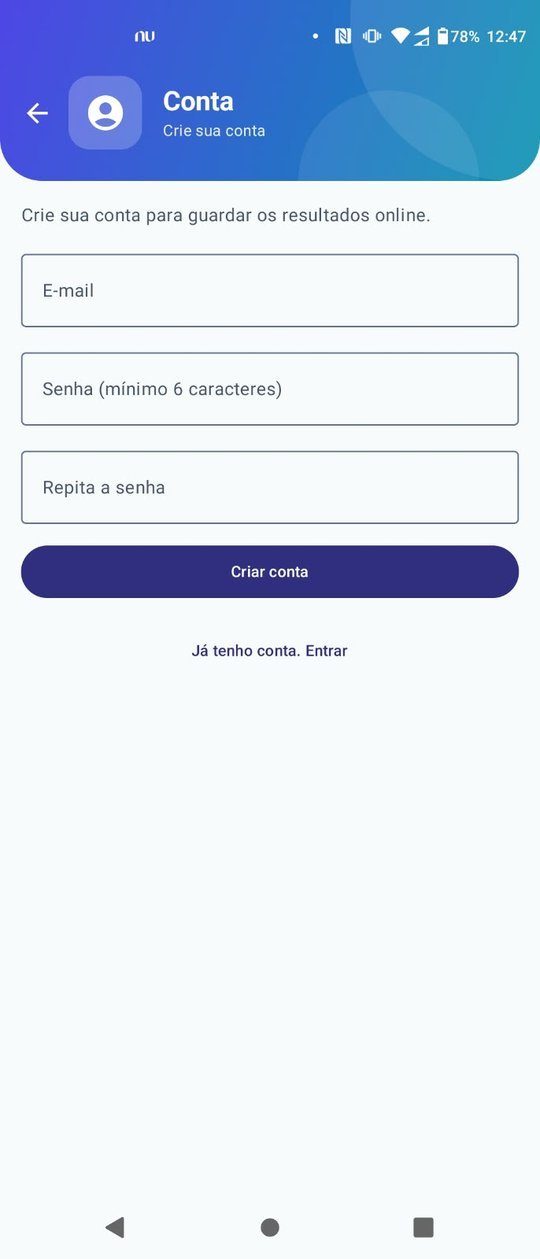 nu 78% 12:47
Conta
Crie sua conta
Crie sua conta para guardar os resultados online.
E-mail
Senha (mínimo 6 caracteres)
Repita a senha
Criar conta
Já tenho conta. Entrar